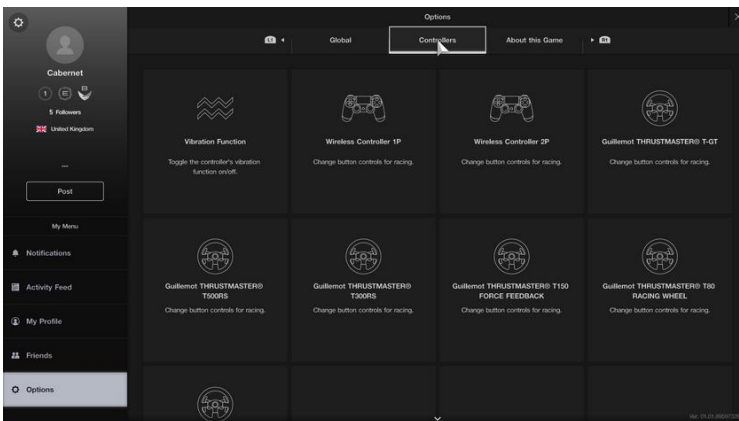 Options
L1
Global
Controllers
About this Game
R1
Cabernet
1
E
B
5 Followers
United Kingdom
---
Post
My Menu
Notifications
Activity Feed
My Profile
Friends
Options
Vibration Function
Toggle the controller's vibration
function on/off.
Wireless Controller 1P
Change button controls for racing.
Wireless Controller 2P
Change button controls for racing.
Guillemot THRUSTMASTER® T-GT
Change button controls for racing.
Guillemot THRUSTMASTER®
T500RS
Change button controls for racing.
Guillemot THRUSTMASTER®
T300RS
Change button controls for racing.
Guillemot THRUSTMASTER® T150
FORCE FEEDBACK
Change button controls for racing.
Guillemot THRUSTMASTER® T80
RACING WHEEL
Change button controls for racing.